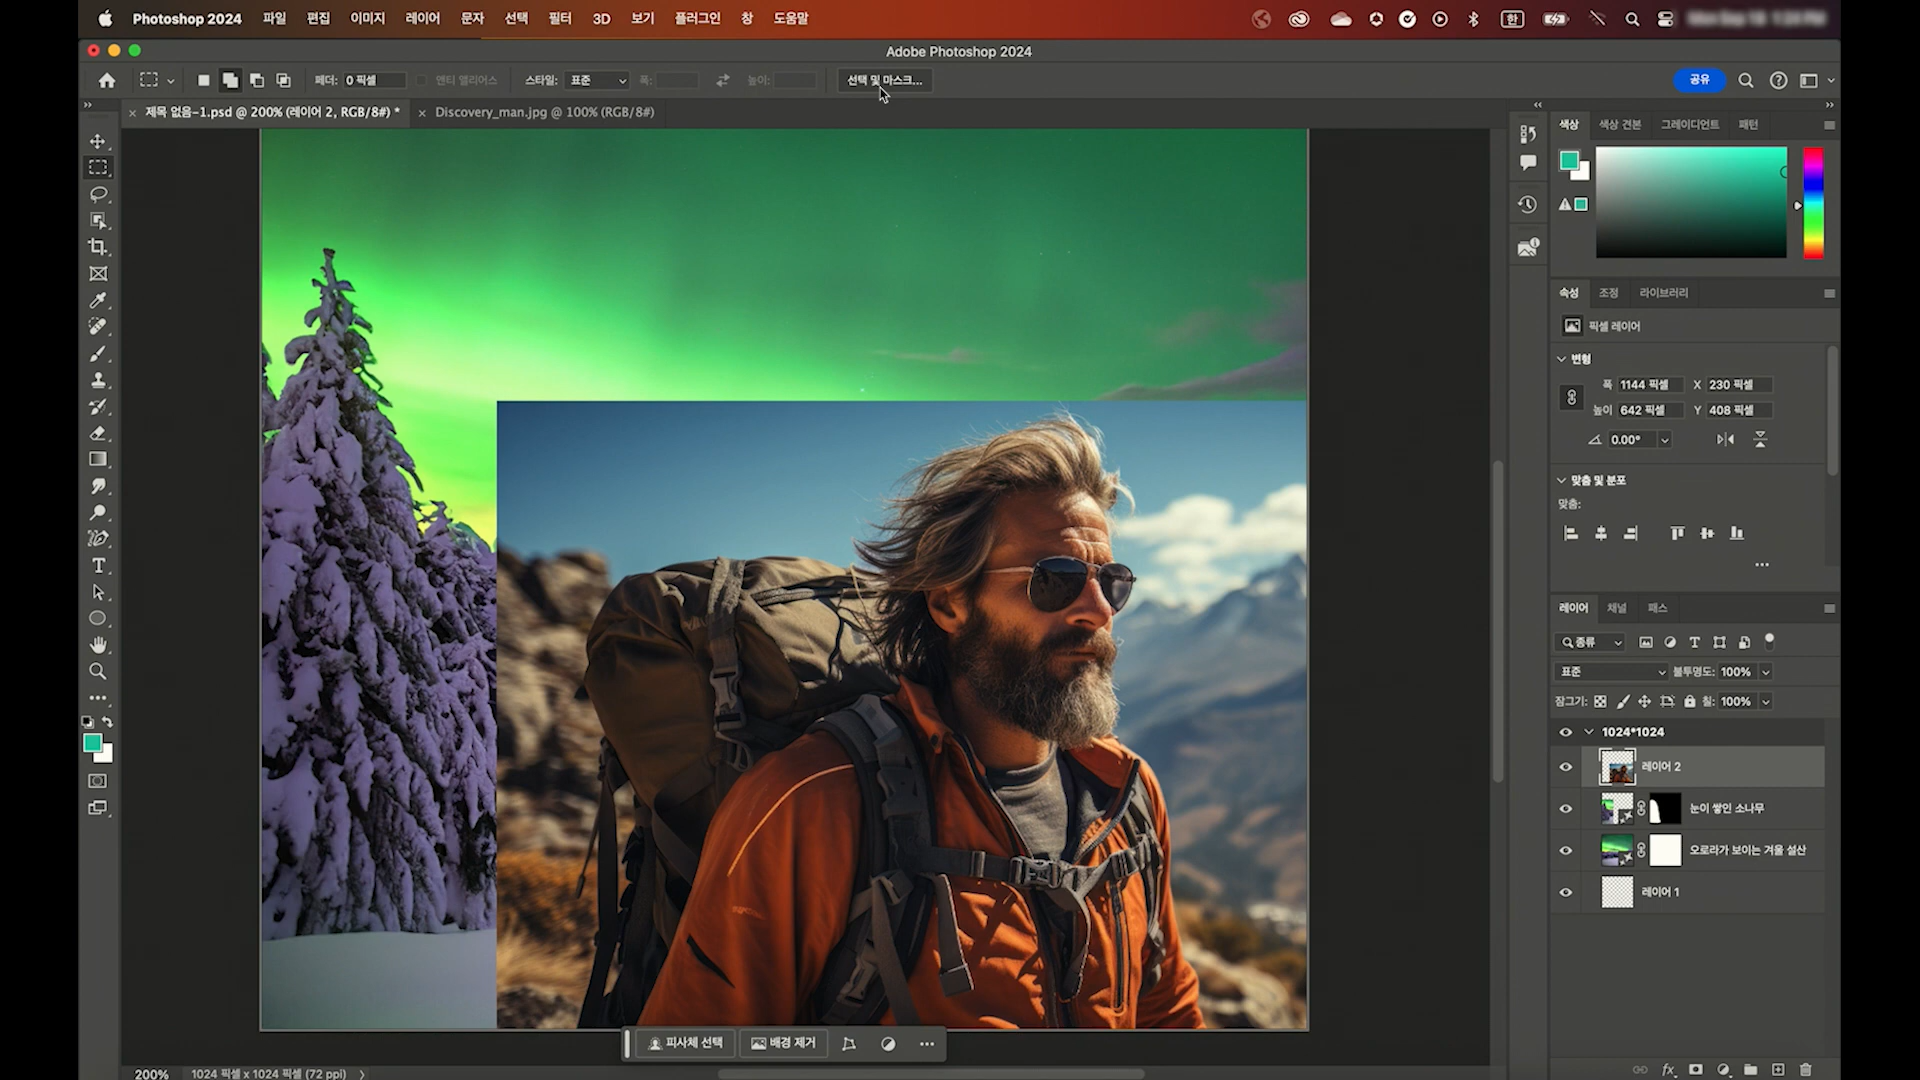 Photoshop 2024 파일 편집 이미지 레이어 문자 선택 필터 3D 보기 플러그인 창 도움말 한
Adobe Photoshop 2024
페더: 0 픽셀 앤티 앨리어스 스타일: 표준 폭: 높이: 선택 및 마스크... 공유
제목 없음-1.psd @ 200% (레이어 2, RGB/8#) * Discovery_man.jpg @ 100% (RGB/8#)
색상 색상 견본 그레이디언트 패턴
속성 조정 라이브러리
픽셀 레이어
변형
폭 1144 픽셀 X 230 픽셀
높이 642 픽셀 Y 408 픽셀
0.00°
맞춤 및 분포
맞춤:
레이어 채널 패스
종류
표준 불투명도: 100%
잠그기: 칠: 100%
1024*1024
레이어 2
눈이 쌓인 소나무
오로라가 보이는 겨울 설산
레이어 1
피사체 선택 배경 제거
200% 1024 픽셀 x 1024 픽셀 (72 ppi)